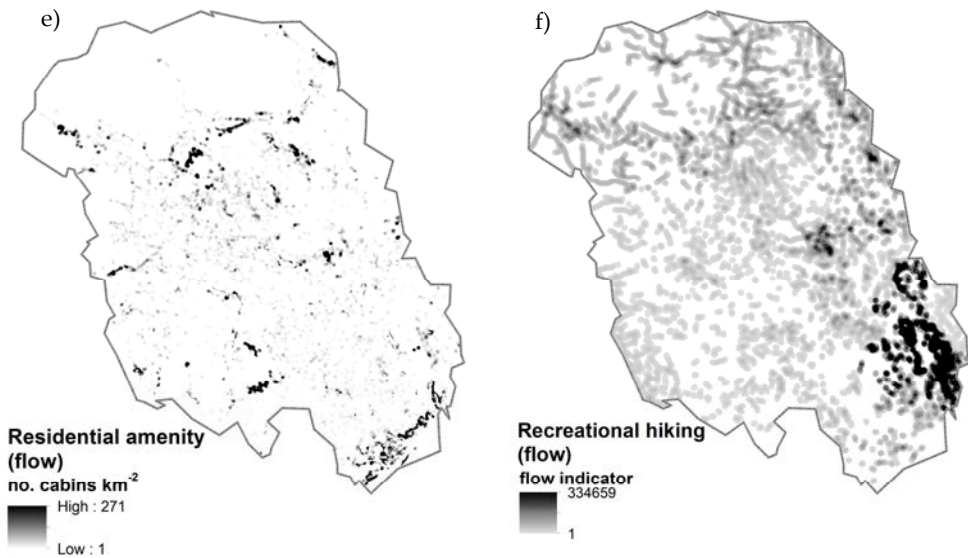 e)
Residential amenity
(flow)
no. cabins km⁻²
High : 271
Low : 1
f)
Recreational hiking
(flow)
flow indicator
334659
1